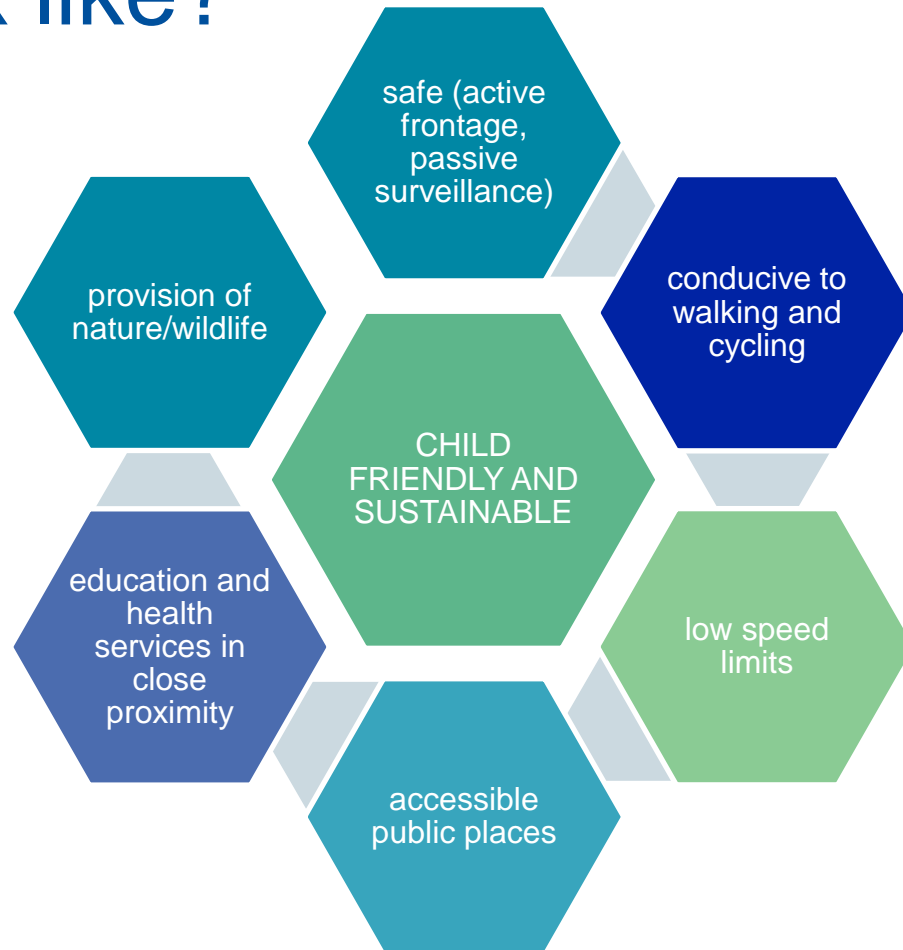 like?
safe (active
frontage,
passive
surveillance)
provision of
nature/wildlife
conducive to
walking and
cycling
CHILD
FRIENDLY AND
SUSTAINABLE
education and
health
services in
close
proximity
low speed
limits
accessible
public places